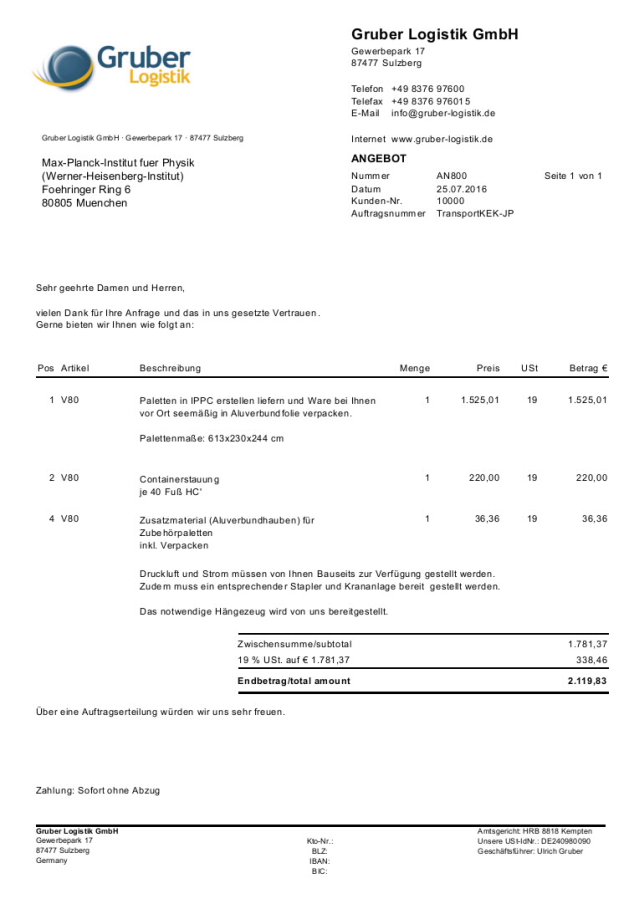 Gruber
Logistik
Gruber Logistik GmbH
Gewerbepark 17
87477 Sulzberg
Telefon +49 8376 97600
Telefax +49 8376 976015
E-Mail info@gruber-logistik.de
Internet www.gruber-logistik.de
Gruber Logistik GmbH · Gewerbepark 17 · 87477 Sulzberg
Max-Planck-Institut fuer Physik
(Werner-Heisenberg-Institut)
Foehringer Ring 6
80805 Muenchen
ANGEBOT
Nummer AN800 Seite 1 von 1
Datum 25.07.2016
Kunden-Nr. 10000
Auftragsnummer TransportKEK-JP
Sehr geehrte Damen und Herren,
vielen Dank für Ihre Anfrage und das in uns gesetzte Vertrauen.
Gerne bieten wir Ihnen wie folgt an:
Pos Artikel Beschreibung Menge Preis USt Betrag €
1 V80 Paletten in IPPC erstellen liefern und Ware bei Ihnen 1 1.525,01 19 1.525,01
vor Ort seemäßig in Aluverbundfolie verpacken.
Palettenmaße: 613x230x244 cm
2 V80 Containerstauung 1 220,00 19 220,00
je 40 Fuß HC'
4 V80 Zusatzmaterial (Aluverbundhauben) für 1 36,36 19 36,36
Zubehörpaletten
inkl. Verpacken
Druckluft und Strom müssen von Ihnen Bauseits zur Verfügung gestellt werden.
Zudem muss ein entsprechender Stapler und Krananlage bereit gestellt werden.
Das notwendige Hängezeug wird von uns bereitgestellt.
Zwischensumme/subtotal 1.781,37
19 % USt. auf € 1.781,37 338,46
Endbetrag/total amount 2.119,83
Über eine Auftragserteilung würden wir uns sehr freuen.
Zahlung: Sofort ohne Abzug
Gruber Logistik GmbH
Gewerbepark 17
87477 Sulzberg
Germany
Kto-Nr.:
BLZ:
IBAN:
BIC:
Amtsgericht: HRB 8818 Kempten
Unsere USt-IdNr.: DE240980090
Geschäftsführer: Ulrich Gruber